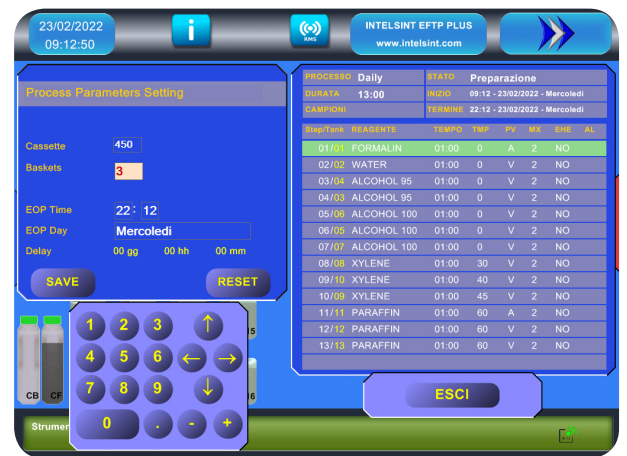 23/02/2022
09:12:50
i
RMS
INTELSINT EFTP PLUS
www.intelsint.com
Process Parameters Setting
Cassette 450
Baskets 3
EOP Time 22 : 12
EOP Day Mercoledi
Delay 00 gg 00 hh 00 mm
SAVE RESET
PROCESSO Daily STATO Preparazione
DURATA 13:00 INIZIO 09:12 - 23/02/2022 - Mercoledi
CAMPIONI TERMINE 22:12 - 23/02/2022 - Mercoledi
Step/Tank REAGENTE TEMPO TMP PV MX EHE AL
01/01 FORMALIN 01:00 0 A 2 NO
02/02 WATER 01:00 0 V 2 NO
03/04 ALCOHOL 95 01:00 0 V 2 NO
04/03 ALCOHOL 95 01:00 0 V 2 NO
05/06 ALCOHOL 100 01:00 0 V 2 NO
06/05 ALCOHOL 100 01:00 0 V 2 NO
07/07 ALCOHOL 100 01:00 0 V 2 NO
08/08 XYLENE 01:00 30 V 2 NO
09/10 XYLENE 01:00 40 V 2 NO
10/09 XYLENE 01:00 45 V 2 NO
11/11 PARAFFIN 01:00 60 A 2 NO
12/12 PARAFFIN 01:00 60 V 2 NO
13/13 PARAFFIN 01:00 60 V 2 NO
1 2 3 ↑
4 5 6 ← →
7 8 9 ↓
0 . - +
CB CF
ESCI
Strumen